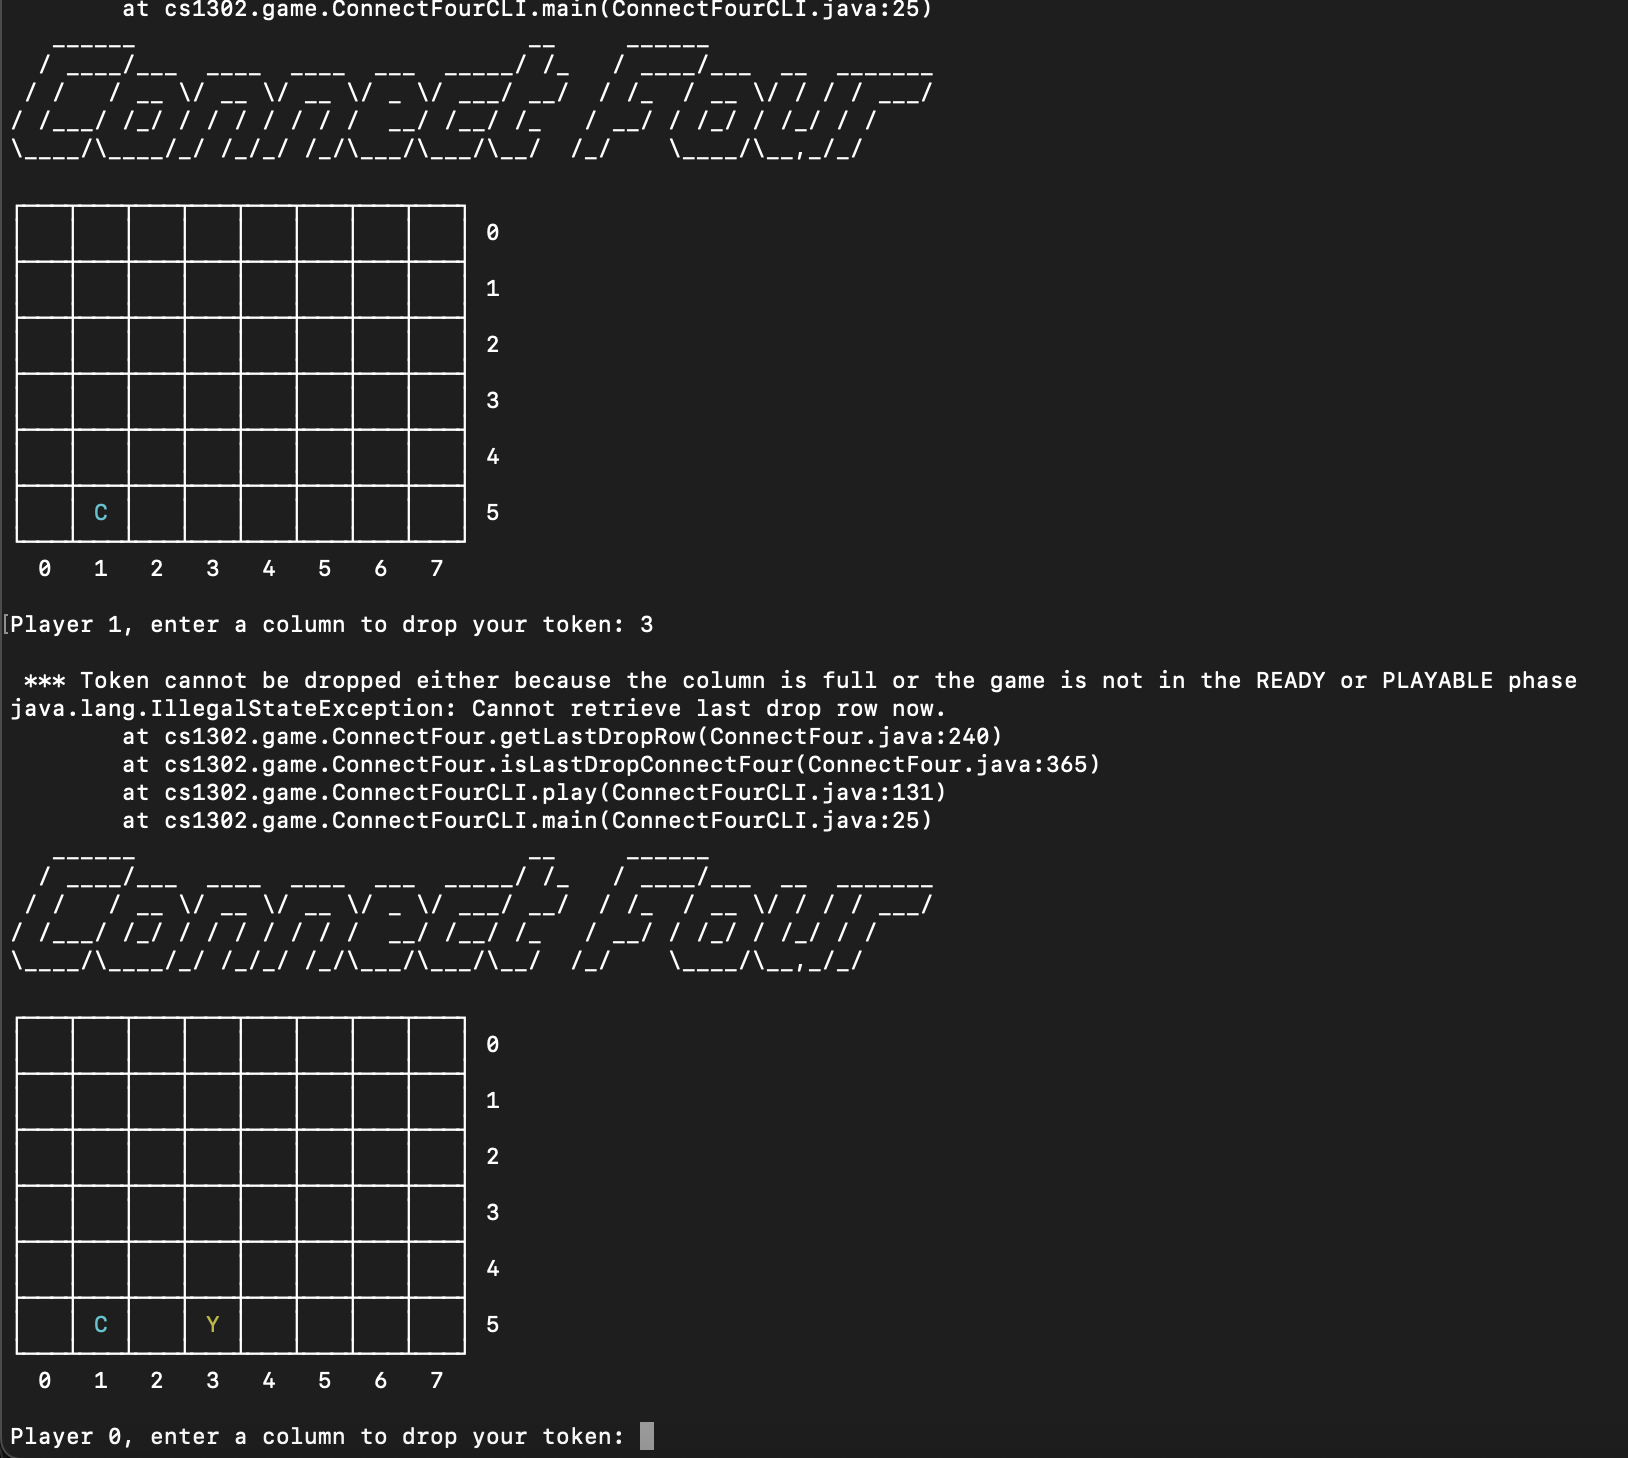 at cs1302.game.ConnectFourCLI.main(ConnectFourCLI.java:25)
   ______                            __     ______
  / ____/___  ____  ____  ___  _____/ /_   / ____/___  __  _______
 / /   / __ \/ __ \/ __ \/ _ \/ ___/ __/  / /_  / __ \/ / / / ___/
/ /___/ /_/ / / / / / / /  __/ /__/ /_   / __/ / /_/ / /_/ / /
\____/\____/_/ /_/_/ /_/\___/\___/\__/  /_/    \____/\__,_/_/
0
1
2
3
4
C 5
0 1 2 3 4 5 6 7
[Player 1, enter a column to drop your token: 3
 *** Token cannot be dropped either because the column is full or the game is not in the READY or PLAYABLE phase
java.lang.IllegalStateException: Cannot retrieve last drop row now.
        at cs1302.game.ConnectFour.getLastDropRow(ConnectFour.java:240)
        at cs1302.game.ConnectFour.isLastDropConnectFour(ConnectFour.java:365)
        at cs1302.game.ConnectFourCLI.play(ConnectFourCLI.java:131)
        at cs1302.game.ConnectFourCLI.main(ConnectFourCLI.java:25)
   ______                            __     ______
  / ____/___  ____  ____  ___  _____/ /_   / ____/___  __  _______
 / /   / __ \/ __ \/ __ \/ _ \/ ___/ __/  / /_  / __ \/ / / / ___/
/ /___/ /_/ / / / / / / /  __/ /__/ /_   / __/ / /_/ / /_/ / /
\____/\____/_/ /_/_/ /_/\___/\___/\__/  /_/    \____/\__,_/_/
0
1
2
3
4
C Y 5
0 1 2 3 4 5 6 7
Player 0, enter a column to drop your token: